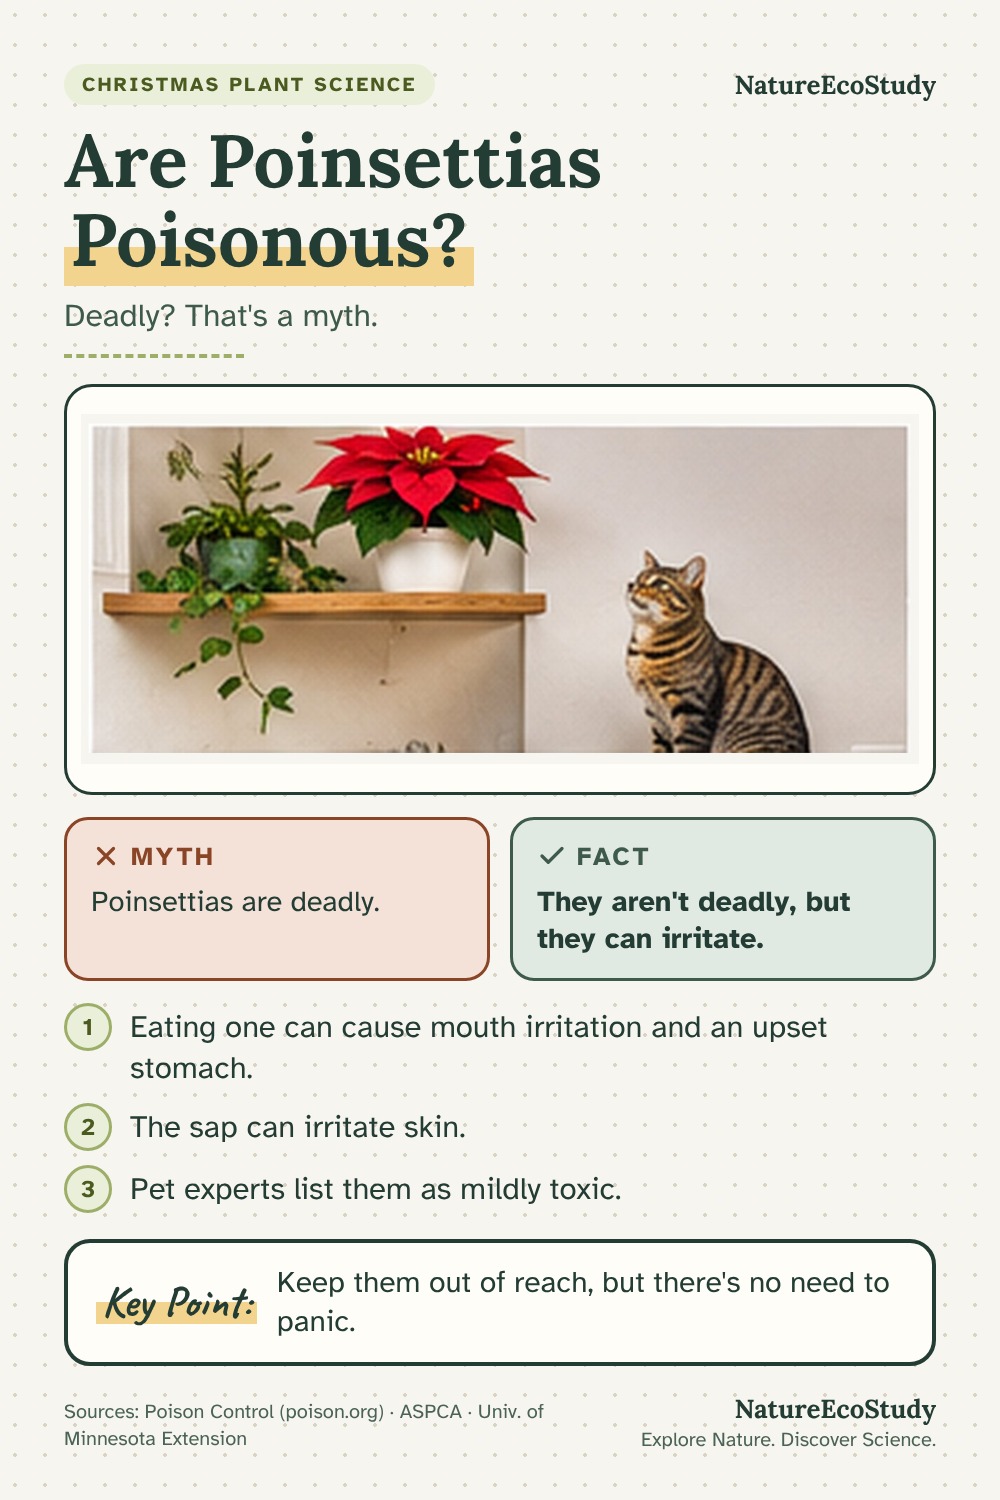 CHRISTMAS PLANT SCIENCE
NatureEcoStudy
Are Poinsettias
Poisonous?
Deadly? That's a myth.
MYTH
Poinsettias are deadly.
FACT
They aren't deadly, but
they can irritate.
1 Eating one can cause mouth irritation and an upset
stomach.
2 The sap can irritate skin.
3 Pet experts list them as mildly toxic.
Key Point:
Keep them out of reach, but there's no need to
panic.
Sources: Poison Control (poison.org) · ASPCA · Univ. of
Minnesota Extension
NatureEcoStudy
Explore Nature. Discover Science.